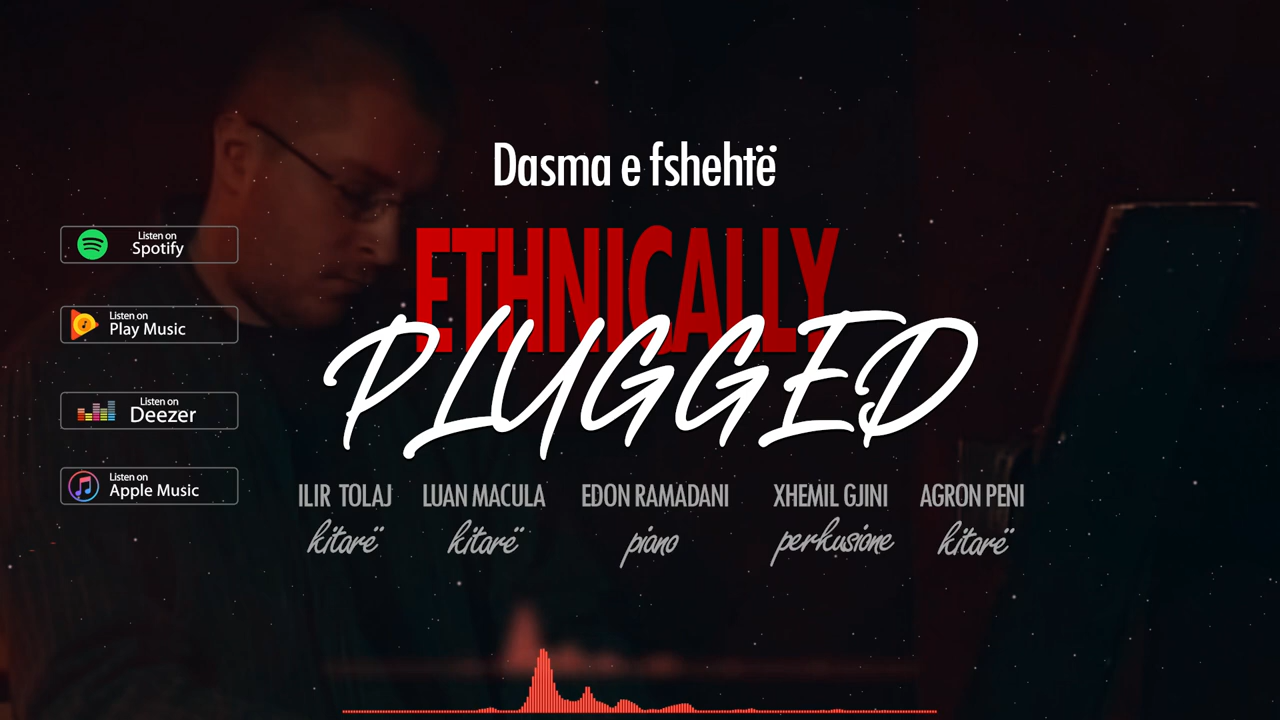 Dasma e fshehtë
ETHNICALLY
PLUGGED
Listen on
Spotify
Listen on
Play Music
Listen on
Deezer
Listen on
Apple Music
ILIR TOLAJ
kitarë
LUAN MACULA
kitarë
EDON RAMADANI
piano
XHEMIL GJINI
perkusione
AGRON PENI
kitarë